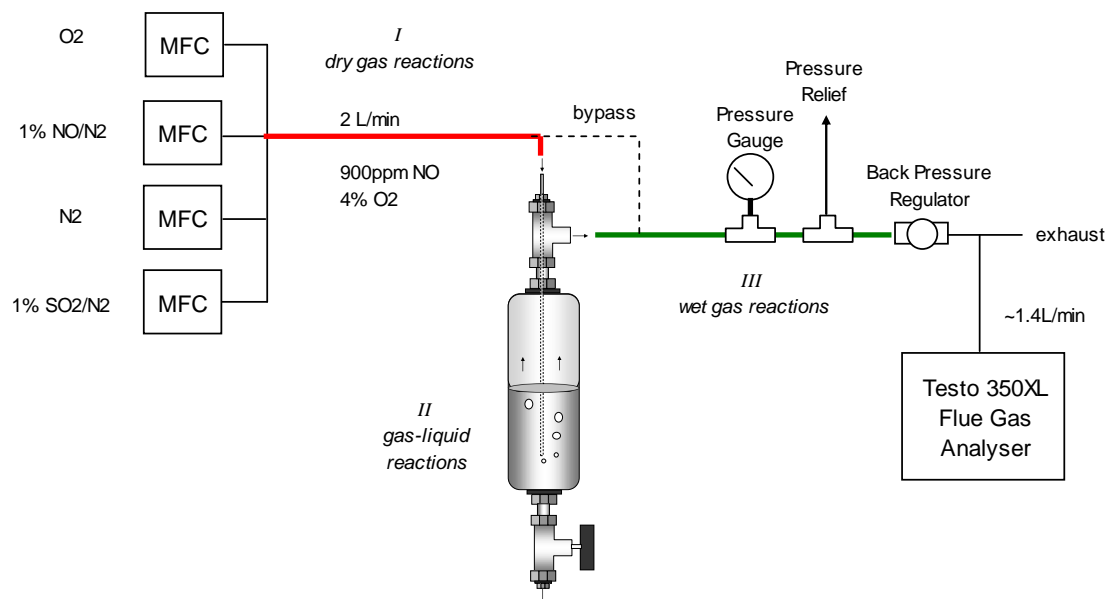 O2
MFC
1% NO/N2
MFC
N2
MFC
1% SO2/N2
MFC
I
dry gas reactions
2 L/min
900ppm NO
4% O2
bypass
II
gas-liquid
reactions
Pressure
Gauge
Pressure
Relief
Back Pressure
Regulator
exhaust
III
wet gas reactions
~1.4L/min
Testo 350XL
Flue Gas
Analyser